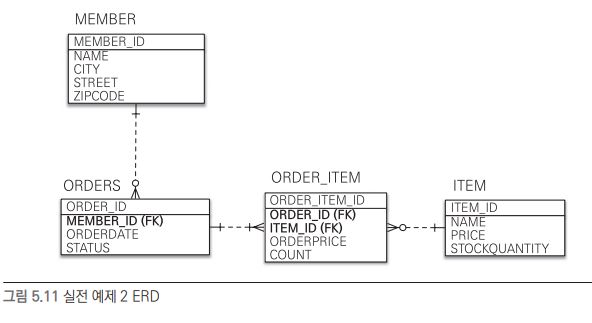 MEMBER
MEMBER_ID
NAME
CITY
STREET
ZIPCODE
ORDERS
ORDER_ID
MEMBER_ID (FK)
ORDERDATE
STATUS
ORDER_ITEM
ORDER_ITEM_ID
ORDER_ID (FK)
ITEM_ID (FK)
ORDERPRICE
COUNT
ITEM
ITEM_ID
NAME
PRICE
STOCKQUANTITY
그림 5.11 실전 예제 2 ERD